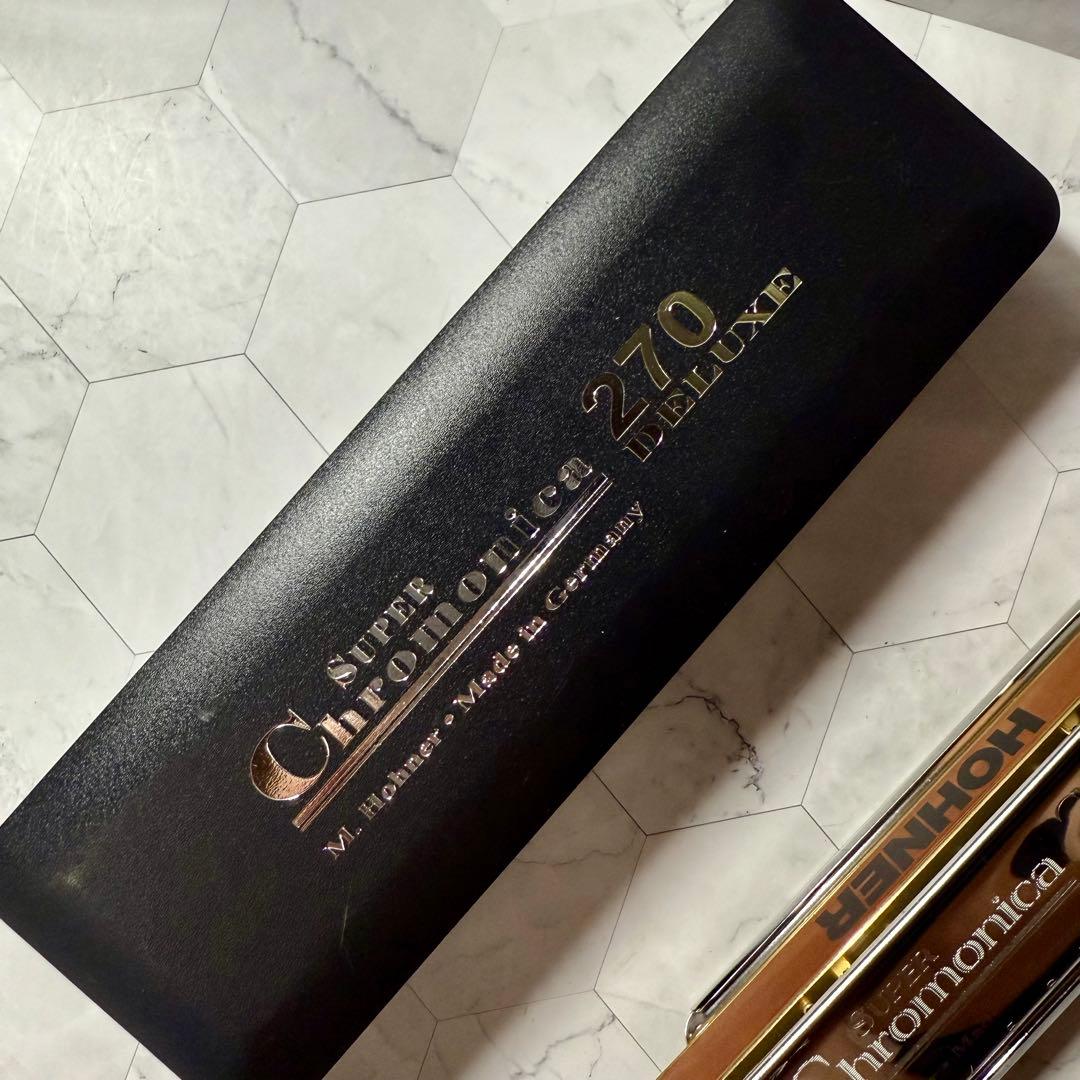 SUPER
Chromonica
270
DELUXE
M. Hohner • Made in Germany
HOHNER
SUPER
Chromonica